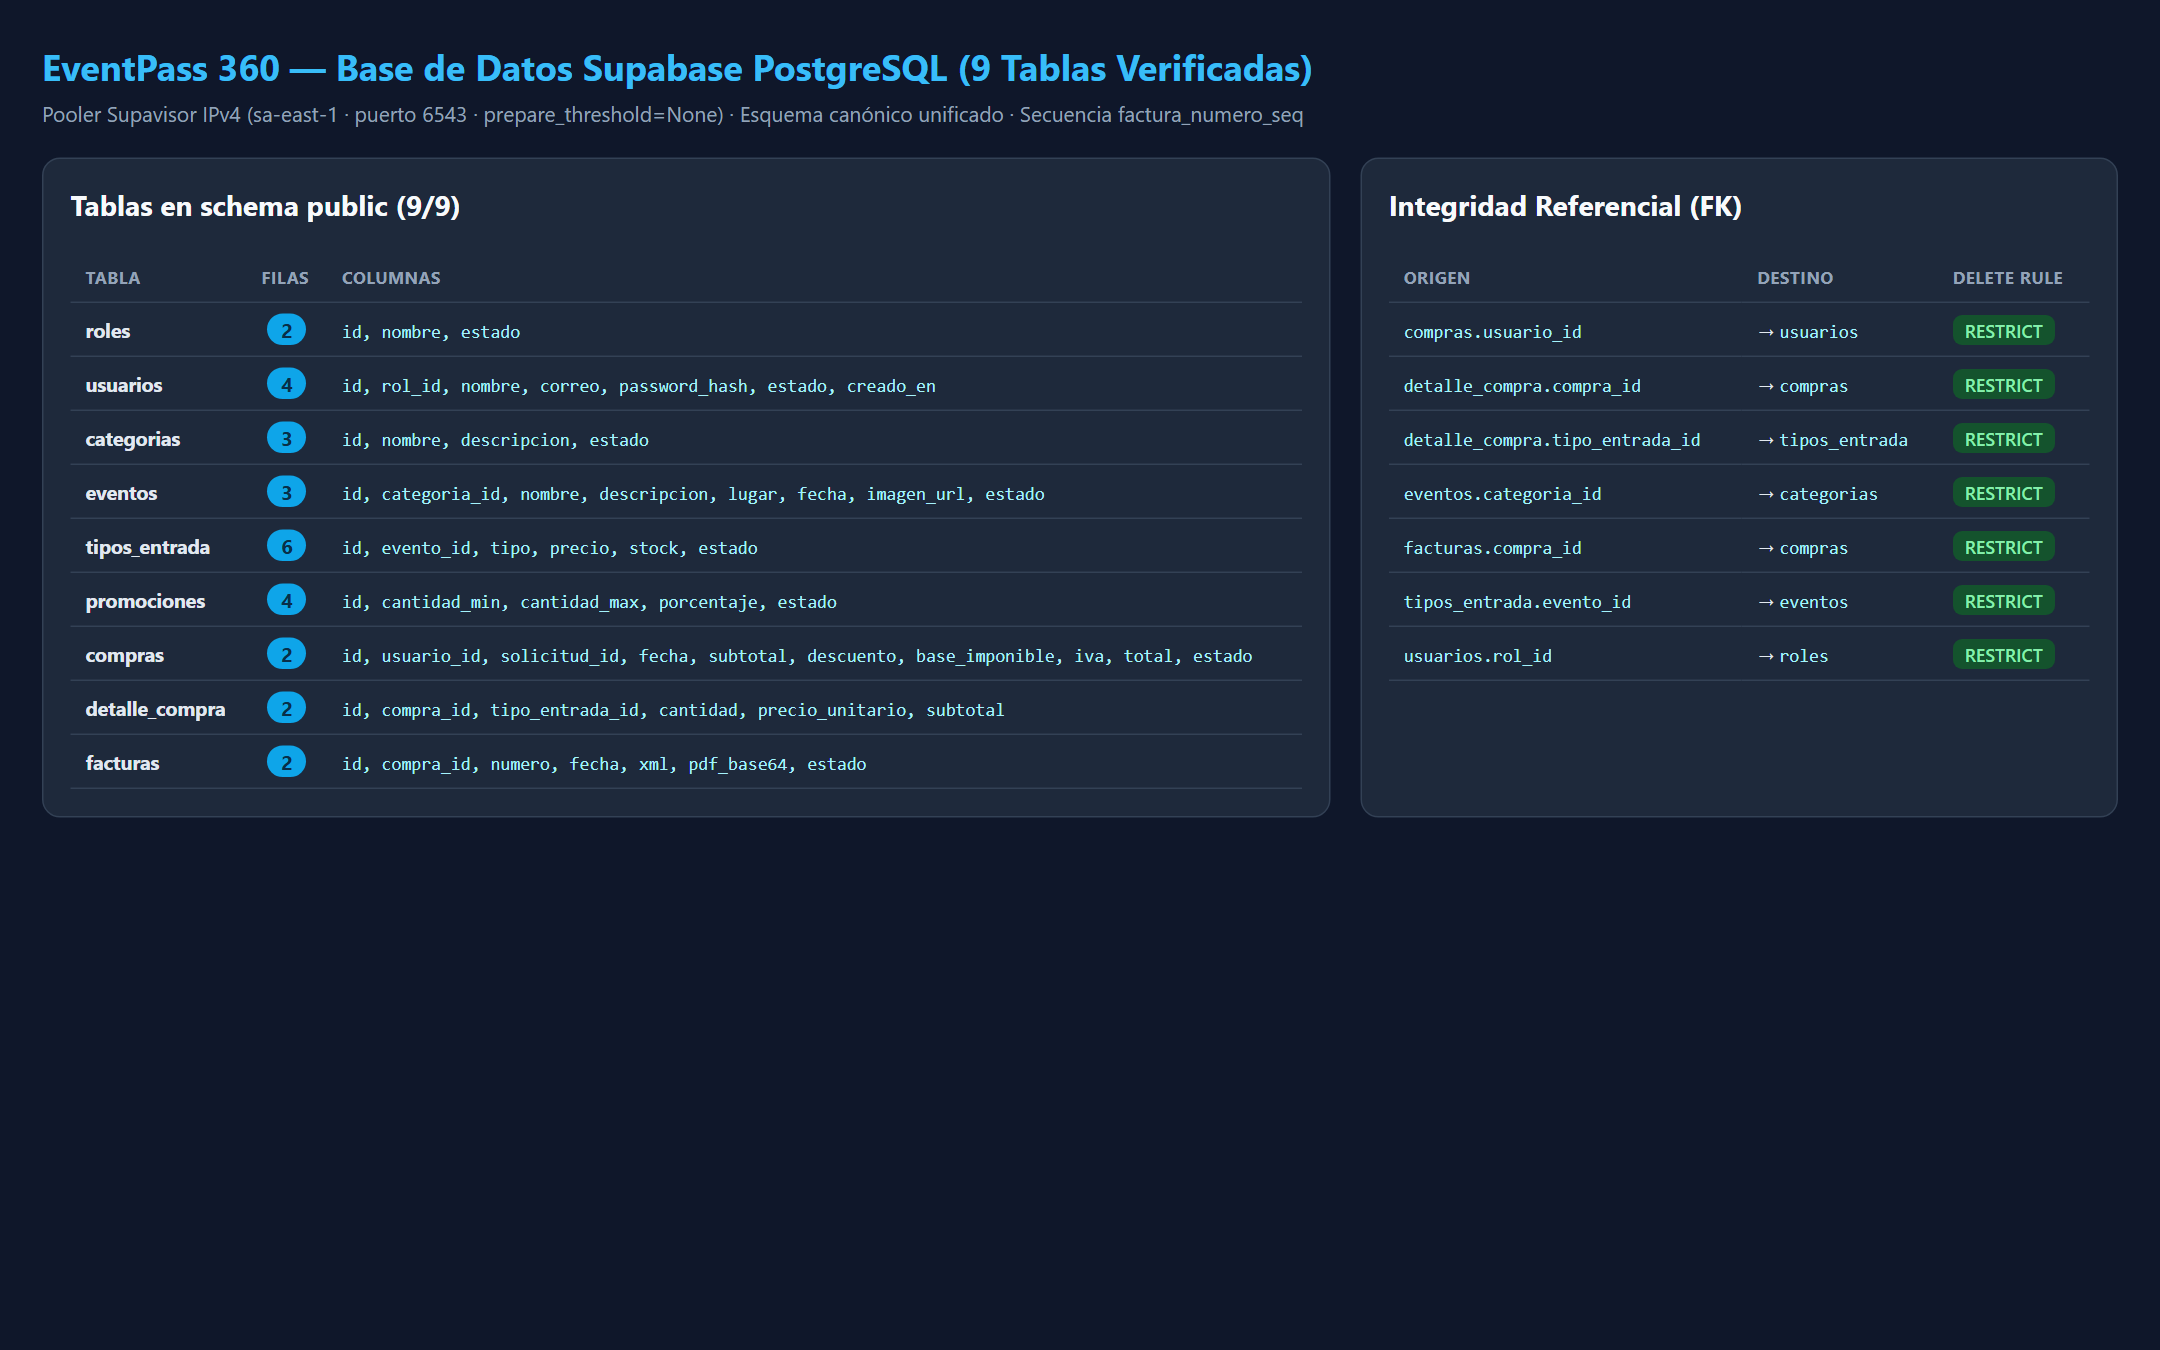 EventPass 360 — Base de Datos Supabase PostgreSQL (9 Tablas Verificadas)
Pooler Supavisor IPv4 (sa-east-1 · puerto 6543 · prepare_threshold=None) · Esquema canónico unificado · Secuencia factura_numero_seq
Tablas en schema public (9/9)
TABLA FILAS COLUMNAS
roles 2 id, nombre, estado
usuarios 4 id, rol_id, nombre, correo, password_hash, estado, creado_en
categorias 3 id, nombre, descripcion, estado
eventos 3 id, categoria_id, nombre, descripcion, lugar, fecha, imagen_url, estado
tipos_entrada 6 id, evento_id, tipo, precio, stock, estado
promociones 4 id, cantidad_min, cantidad_max, porcentaje, estado
compras 2 id, usuario_id, solicitud_id, fecha, subtotal, descuento, base_imponible, iva, total, estado
detalle_compra 2 id, compra_id, tipo_entrada_id, cantidad, precio_unitario, subtotal
facturas 2 id, compra_id, numero, fecha, xml, pdf_base64, estado
Integridad Referencial (FK)
ORIGEN DESTINO DELETE RULE
compras.usuario_id → usuarios RESTRICT
detalle_compra.compra_id → compras RESTRICT
detalle_compra.tipo_entrada_id → tipos_entrada RESTRICT
eventos.categoria_id → categorias RESTRICT
facturas.compra_id → compras RESTRICT
tipos_entrada.evento_id → eventos RESTRICT
usuarios.rol_id → roles RESTRICT